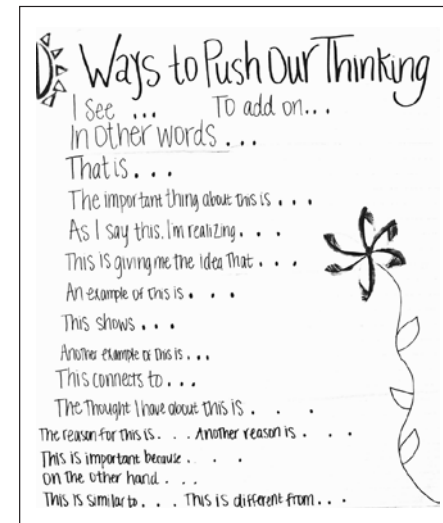 Ways to Push Our Thinking
I see ... To add on...
In other words ...
That is ...
The important thing about this is ...
As I say this, I'm realizing. . .
This is giving me the idea That . . .
An example of this is . . .
This shows . . .
Another example of This is . . .
This connects to . . .
The Thought I have about this is . . . .
The reason for this is. . . Another reason is . . .
This is important because . . .
on the other hand . . .
This is similar to . . . This is different from . . .